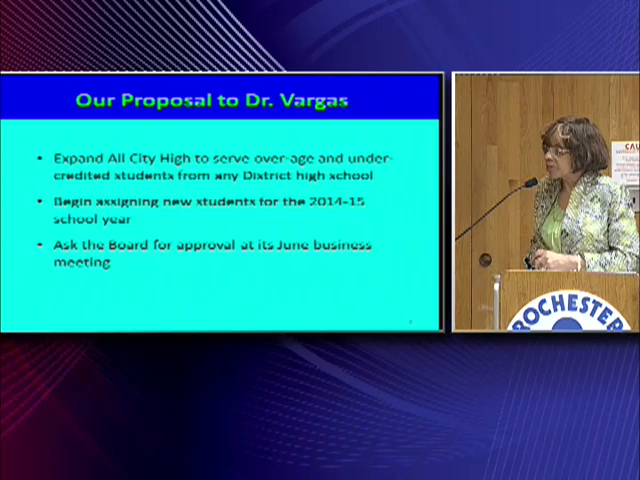 Our Proposal to Dr. Vargas
• Expand All City High to serve over-age and under-
credited students from any District high school
• Begin assigning new students for the 2014-15
school year
• Ask the Board for approval at its June business
meeting
CAU
ROCHESTER